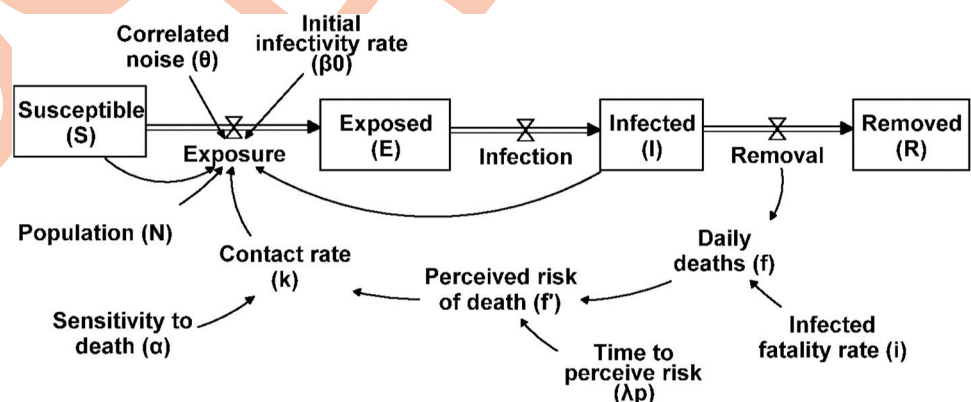 Correlated
noise (θ)
Initial
infectivity rate
(β0)
Susceptible
(S)
Exposure
Exposed
(E)
Infection
Infected
(I)
Removal
Removed
(R)
Population (N)
Contact rate
(k)
Sensitivity to
death (α)
Perceived risk
of death (f')
Daily
deaths (f)
Time to
perceive risk
(λp)
Infected
fatality rate (i)